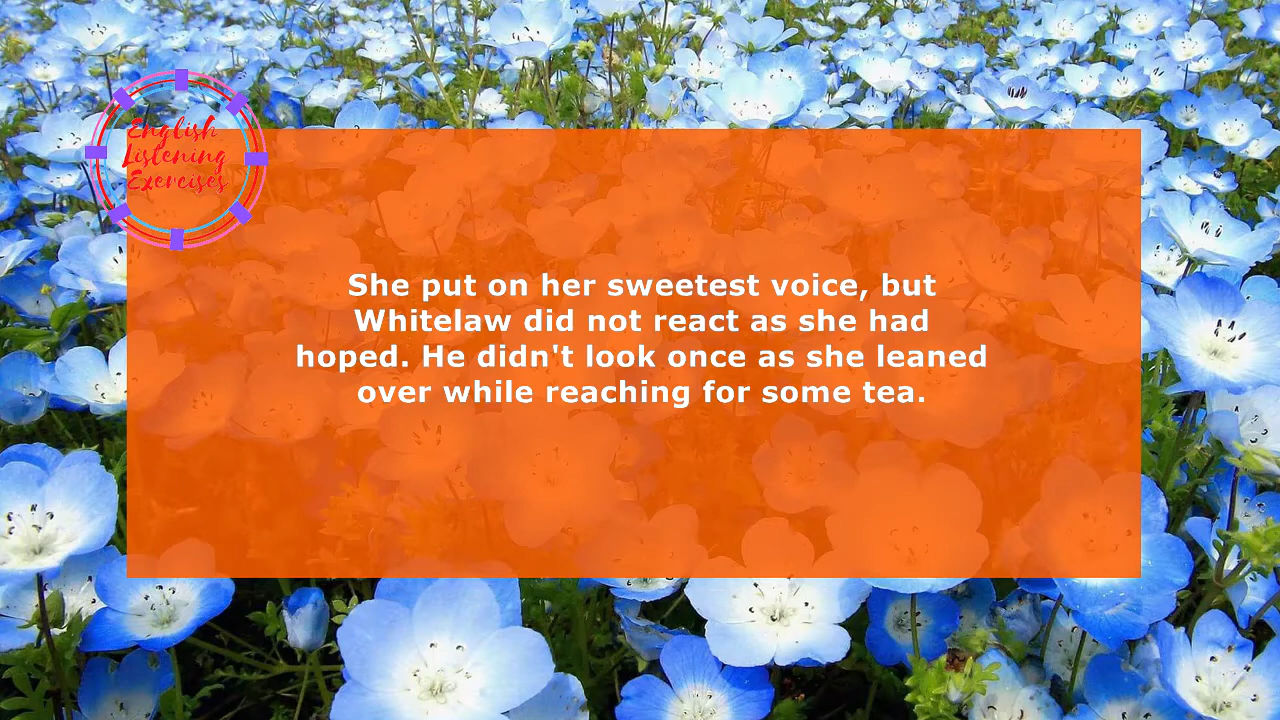 English
Listening
Exercises
She put on her sweetest voice, but
Whitelaw did not react as she had
hoped. He didn't look once as she leaned
over while reaching for some tea.